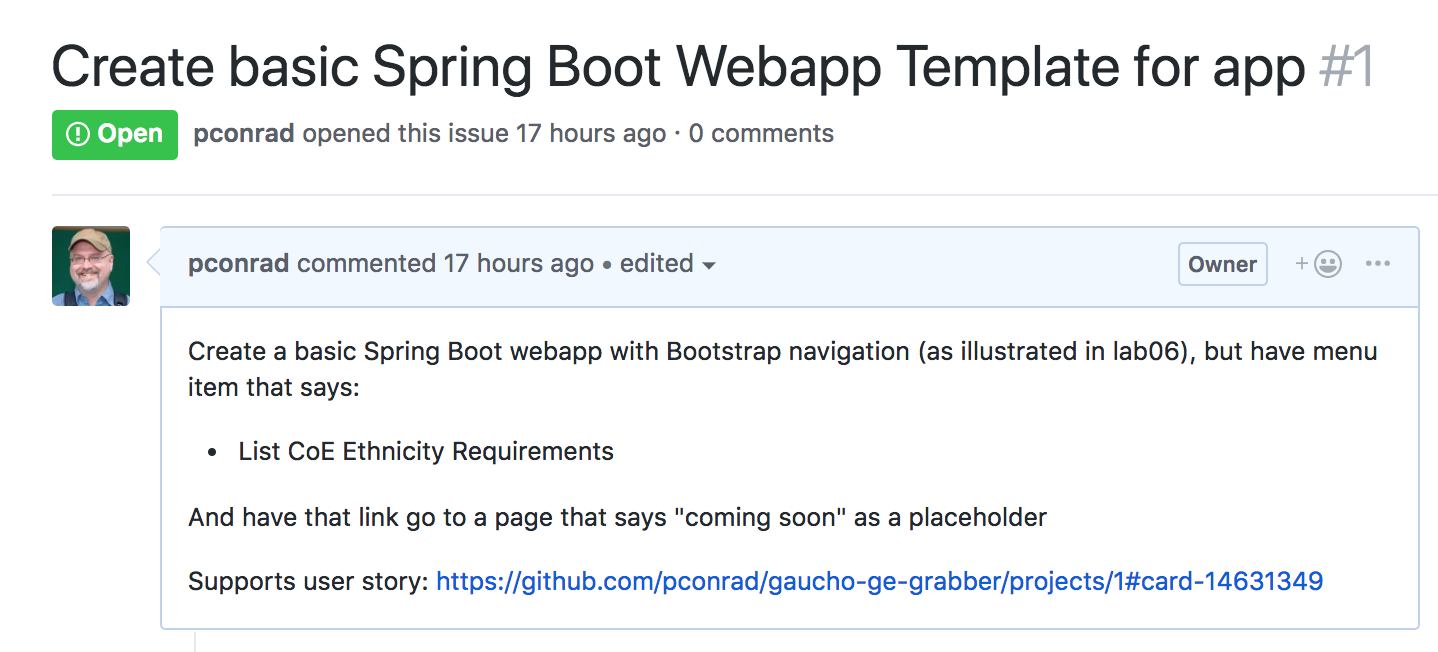 Create basic Spring Boot Webapp Template for app #1
Open pconrad opened this issue 17 hours ago · 0 comments
pconrad commented 17 hours ago • edited
Owner
Create a basic Spring Boot webapp with Bootstrap navigation (as illustrated in lab06), but have menu
item that says:
• List CoE Ethnicity Requirements
And have that link go to a page that says "coming soon" as a placeholder
Supports user story: https://github.com/pconrad/gaucho-ge-grabber/projects/1#card-14631349